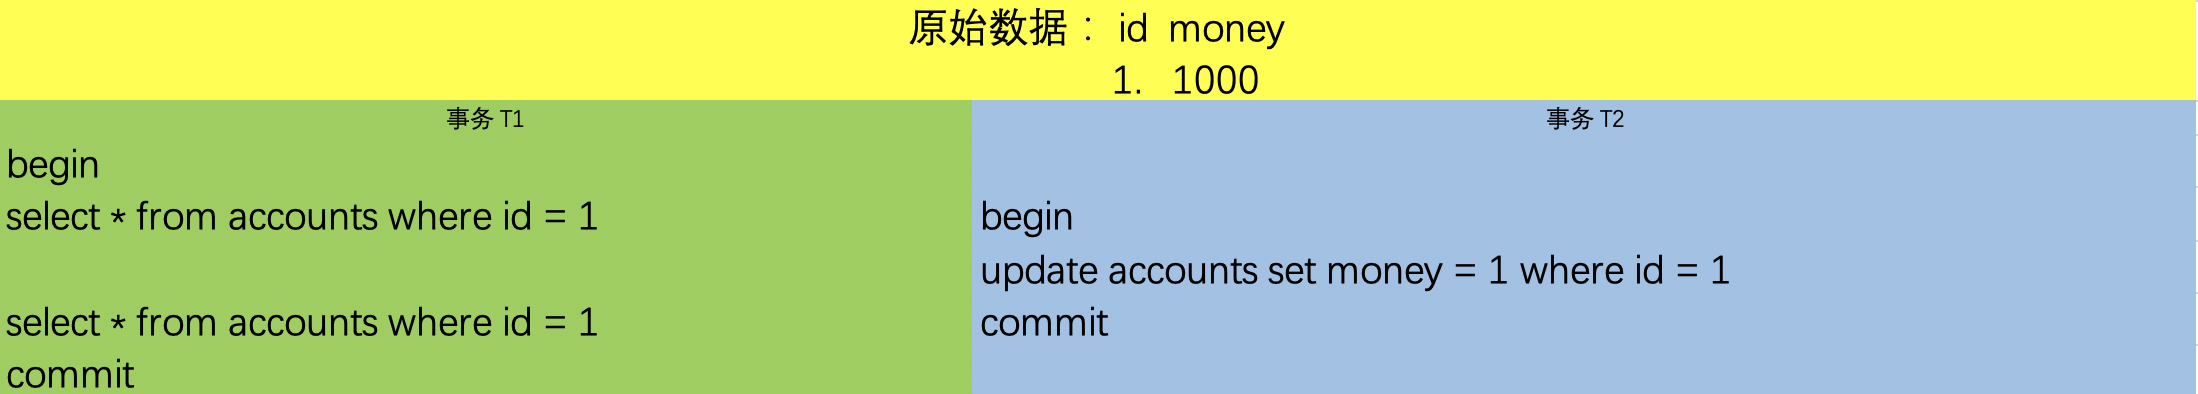 原始数据： id money
1. 1000
事务 T1
事务 T2
begin
select * from accounts where id = 1
begin
update accounts set money = 1 where id = 1
select * from accounts where id = 1
commit
commit